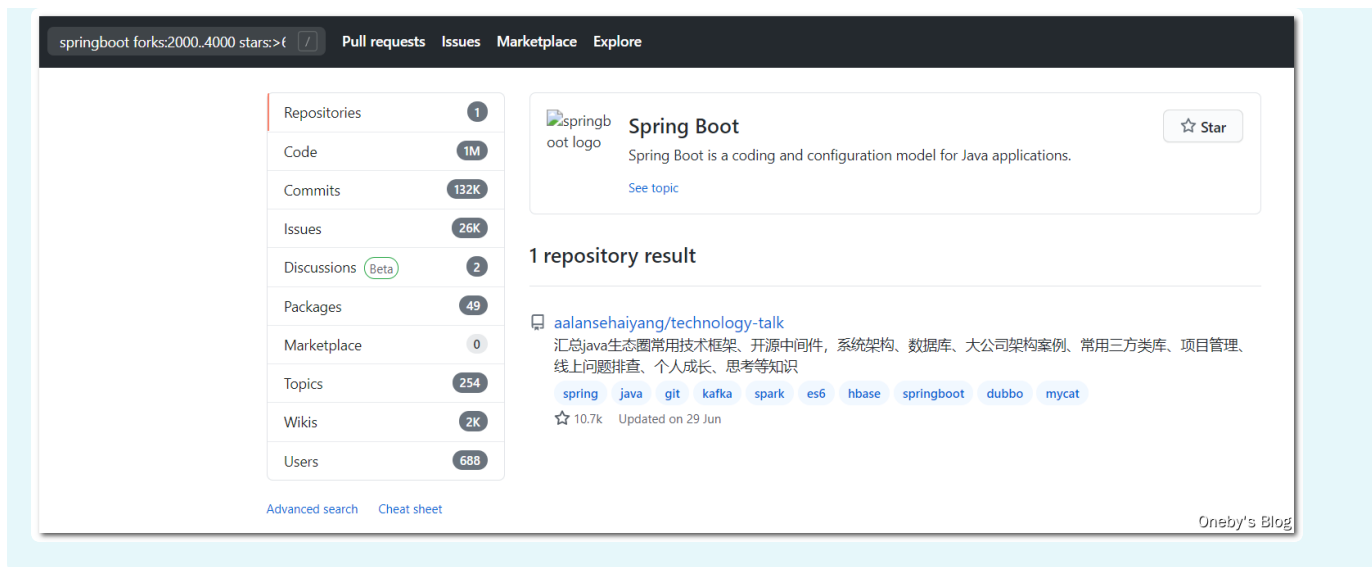 springboot forks:2000..4000 stars:>6 / Pull requests Issues Marketplace Explore
Repositories 1
Code 1M
Commits 132K
Issues 26K
Discussions Beta 2
Packages 49
Marketplace 0
Topics 254
Wikis 2K
Users 688
Advanced search Cheat sheet
springb
oot logo
Spring Boot
Star
Spring Boot is a coding and configuration model for Java applications.
See topic
1 repository result
aalansehaiyang/technology-talk
汇总java生态圈常用技术框架、开源中间件，系统架构、数据库、大公司架构案例、常用三方类库、项目管理、
线上问题排查、个人成长、思考等知识
spring java git kafka spark es6 hbase springboot dubbo mycat
10.7k Updated on 29 Jun
Oneby's Blog